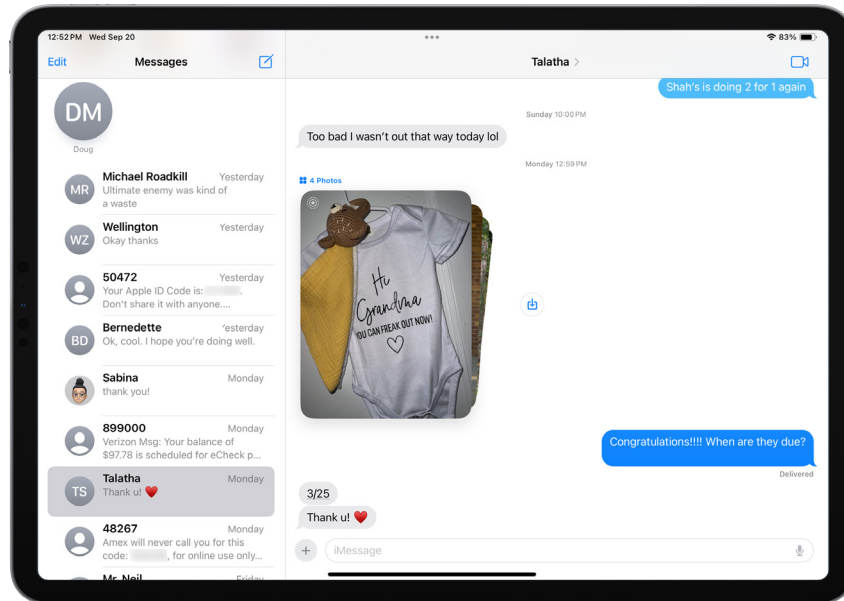 12:52 PM Wed Sep 20
83%
Edit
Messages
Talatha >
DM
Doug
MR
Michael Roadkill
Yesterday
Ultimate enemy was kind of
a waste
WZ
Wellington
Yesterday
Okay thanks
50472
Yesterday
Your Apple ID Code is: .
Don't share it with anyone....
BD
Bernedette
Yesterday
Ok, cool. I hope you're doing well.
Sabina
Monday
thank you!
899000
Monday
Verizon Msg: Your balance of
$97.78 is scheduled for eCheck p...
TS
Talatha
Monday
Thank u! ❤️
48267
Monday
Amex will never call you for this
code: , for online use only...
Mr. Neil
Friday
Shah's is doing 2 for 1 again
Sunday 10:00 PM
Too bad I wasn't out that way today lol
Monday 12:59 PM
4 Photos
Hi
Grandma
YOU CAN FREAK OUT NOW!
Congratulations!!!! When are they due?
Delivered
3/25
Thank u! ❤️
iMessage